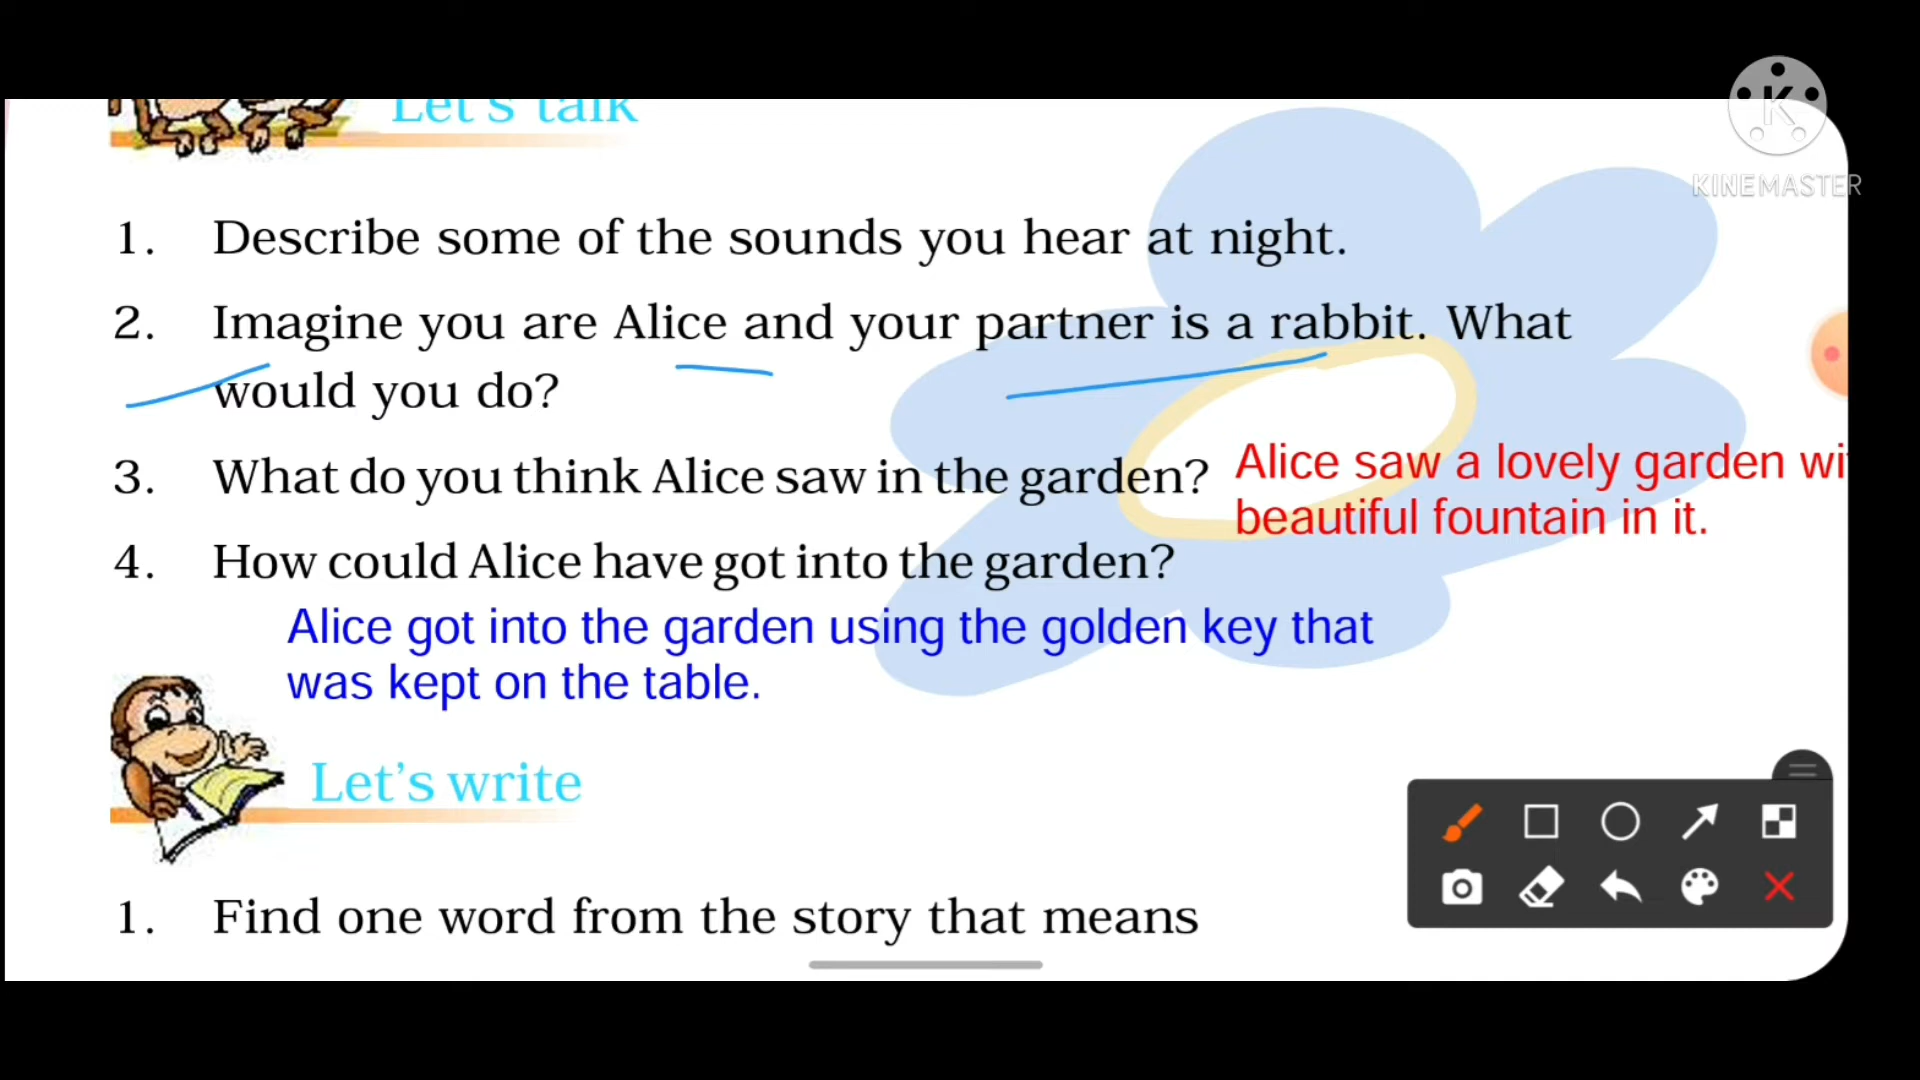 Let's talk
KINEMASTER
1. Describe some of the sounds you hear at night.
2. Imagine you are Alice and your partner is a rabbit. What
would you do?
3. What do you think Alice saw in the garden? Alice saw a lovely garden wi
beautiful fountain in it.
4. How could Alice have got into the garden?
Alice got into the garden using the golden key that
was kept on the table.
Let’s write
1. Find one word from the story that means